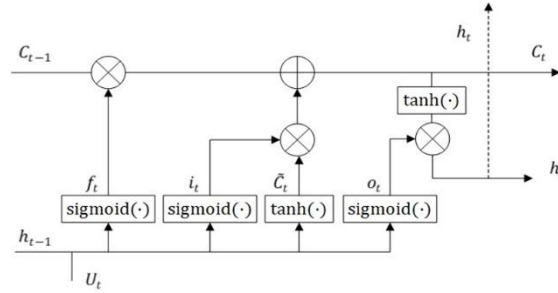 h_t
C_{t-1} C_t
tanh(·)
f_t i_t C̃_t o_t h
sigmoid(·) sigmoid(·) tanh(·) sigmoid(·)
h_{t-1}
U_t